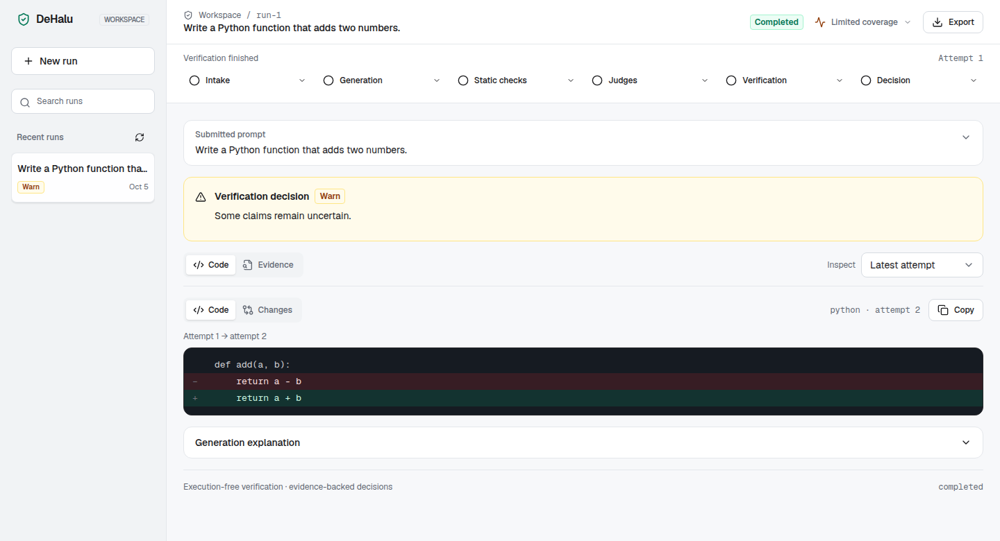 DeHalu
WORKSPACE
New run
Search runs
Recent runs
Write a Python function tha...
Warn
Oct 5
Workspace / run-1
Write a Python function that adds two numbers.
Completed
Limited coverage
Export
Verification finished
Attempt 1
Intake
Generation
Static checks
Judges
Verification
Decision
Submitted prompt
Write a Python function that adds two numbers.
Verification decision
Warn
Some claims remain uncertain.
Code
Evidence
Inspect
Latest attempt
Code
Changes
python · attempt 2
Copy
Attempt 1 → attempt 2
def add(a, b):
−     return a - b
+     return a + b
Generation explanation
Execution-free verification · evidence-backed decisions
completed